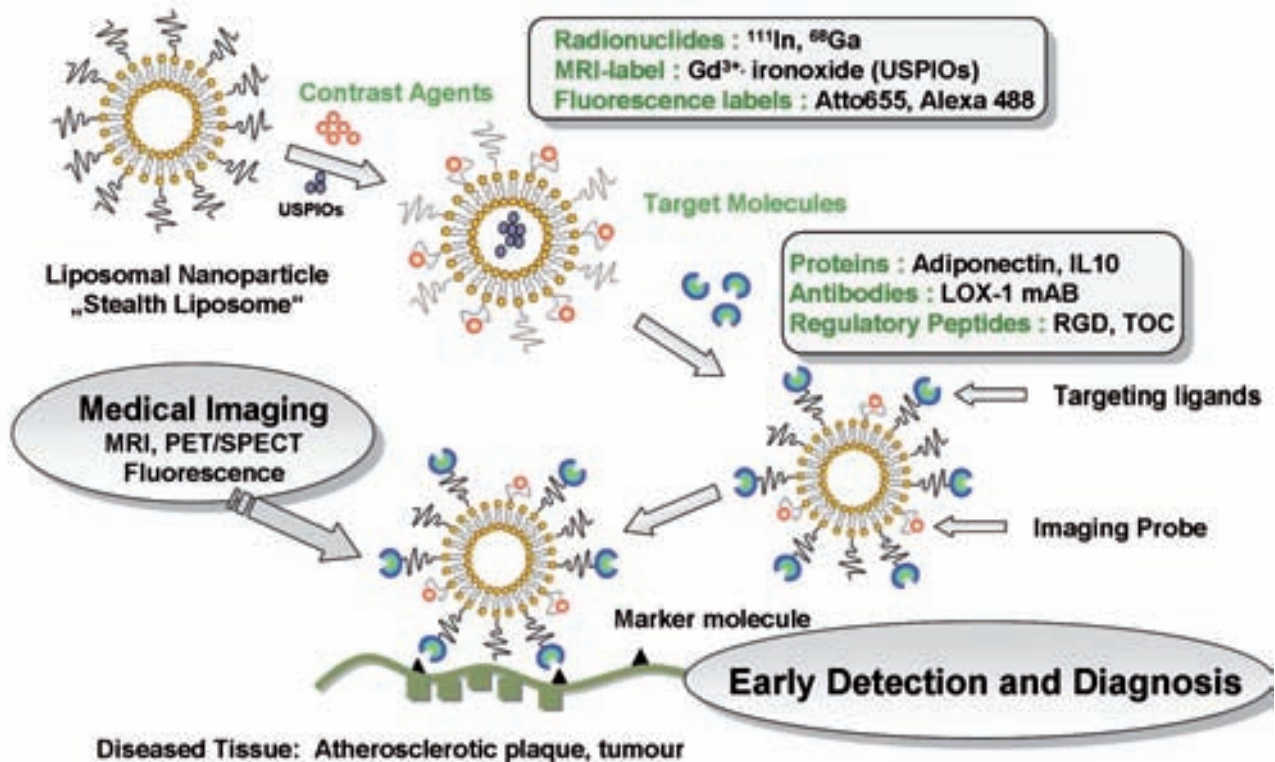 Radionuclides : ¹¹¹In, ⁶⁸Ga
MRI-label : Gd³⁺· ironoxide (USPIOs)
Fluorescence labels : Atto655, Alexa 488
Contrast Agents
USPIOs
Target Molecules
Liposomal Nanoparticle
„Stealth Liposome“
Proteins : Adiponectin, IL10
Antibodies : LOX-1 mAB
Regulatory Peptides : RGD, TOC
Medical Imaging
MRI, PET/SPECT
Fluorescence
Targeting ligands
Imaging Probe
Marker molecule
Early Detection and Diagnosis
Diseased Tissue: Atherosclerotic plaque, tumour